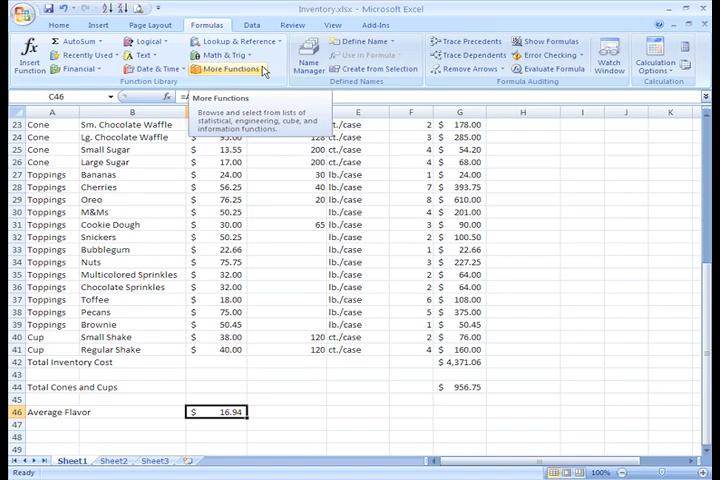 Inventory.xlsx - Microsoft Excel
Home Insert Page Layout Formulas Data Review View Add-Ins
Insert Function
AutoSum
Recently Used
Financial
Logical
Text
Date & Time
Lookup & Reference
Math & Trig
More Functions
Function Library
Name Manager
Define Name
Use in Formula
Create from Selection
Defined Names
Trace Precedents
Trace Dependents
Remove Arrows
Show Formulas
Error Checking
Evaluate Formula
Formula Auditing
Watch Window
Calculation Options
Calculation
C46 =A
More Functions
Browse and select from lists of
statistical, engineering, cube, and
information functions.
A B E F G H I J K
23 Cone Sm. Chocolate Waffle ct./case 2 $ 178.00
24 Cone Lg. Chocolate Waffle $ 95.00 128 ct./case 3 $ 285.00
25 Cone Small Sugar $ 13.55 200 ct./case 4 $ 54.20
26 Cone Large Sugar $ 17.00 200 ct./case 4 $ 68.00
27 Toppings Bananas $ 24.00 30 lb./case 1 $ 24.00
28 Toppings Cherries $ 56.25 40 lb./case 7 $ 393.75
29 Toppings Oreo $ 76.25 20 lb./case 8 $ 610.00
30 Toppings M&Ms $ 50.25 lb./case 4 $ 201.00
31 Toppings Cookie Dough $ 30.00 65 lb./case 3 $ 90.00
32 Toppings Snickers $ 50.25 lb./case 2 $ 100.50
33 Toppings Bubblegum $ 22.66 lb./case 1 $ 22.66
34 Toppings Nuts $ 75.75 lb./case 3 $ 227.25
35 Toppings Multicolored Sprinkles $ 32.00 lb./case 2 $ 64.00
36 Toppings Chocolate Sprinkles $ 32.00 lb./case 2 $ 64.00
37 Toppings Toffee $ 18.00 lb./case 6 $ 108.00
38 Toppings Pecans $ 75.00 lb./case 5 $ 375.00
39 Toppings Brownie $ 50.45 lb./case 1 $ 50.45
40 Cup Small Shake $ 38.00 120 ct./case 2 $ 76.00
41 Cup Regular Shake $ 40.00 120 ct./case 4 $ 160.00
42 Total Inventory Cost $ 4,371.06
43
44 Total Cones and Cups $ 956.75
45
46 Average Flavor $ 16.94
47
48
49
Sheet1 Sheet2 Sheet3
Ready 100%